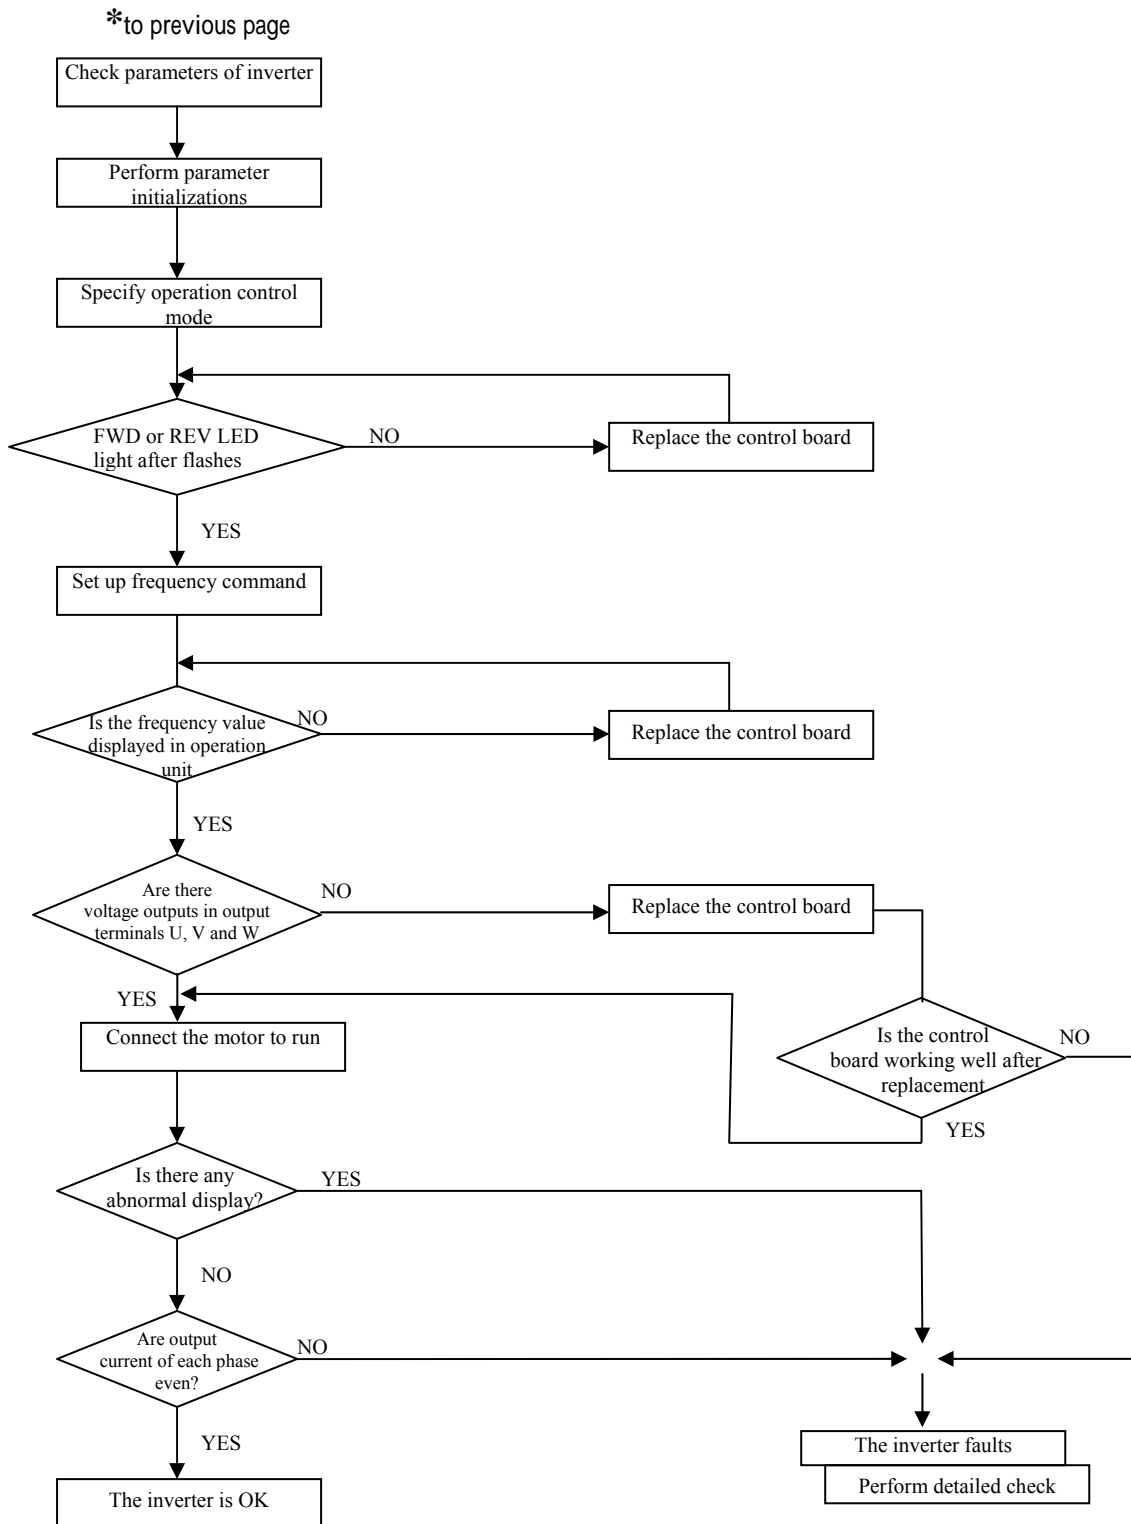 *to previous page
Check parameters of inverter
Perform parameter
initializations
Specify operation control
mode
FWD or REV LED
light after flashes
NO
Replace the control board
YES
Set up frequency command
Is the frequency value
displayed in operation
unit
NO
Replace the control board
YES
Are there
voltage outputs in output
terminals U, V and W
NO
Replace the control board
YES
Connect the motor to run
Is the control
board working well after
replacement
NO
YES
Is there any
abnormal display?
YES
NO
Are output
current of each phase
even?
NO
YES
The inverter faults
Perform detailed check
The inverter is OK